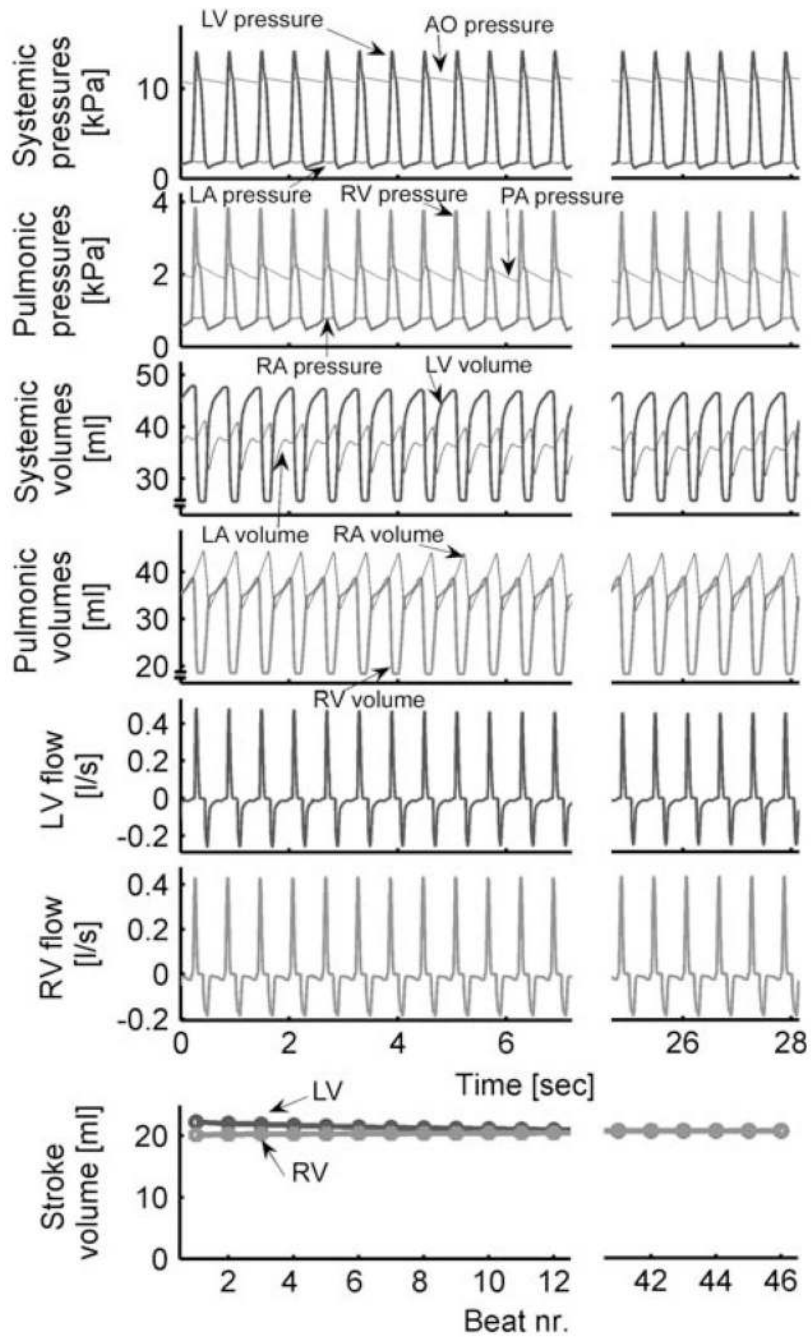 LV pressure
AO pressure
Systemic
pressures
[kPa]
10
0
LA pressure
RV pressure
PA pressure
Pulmonic
pressures
[kPa]
4
2
0
RA pressure
LV volume
Systemic
volumes
[ml]
50
40
30
LA volume
RA volume
Pulmonic
volumes
[ml]
40
30
20
RV volume
LV flow
[l/s]
0.4
0.2
0
-0.2
RV flow
[l/s]
0.4
0.2
0
-0.2
0 2 4 6 26 28
Time [sec]
LV
RV
Stroke
volume [ml]
20
10
0
2 4 6 8 10 12 42 44 46
Beat nr.